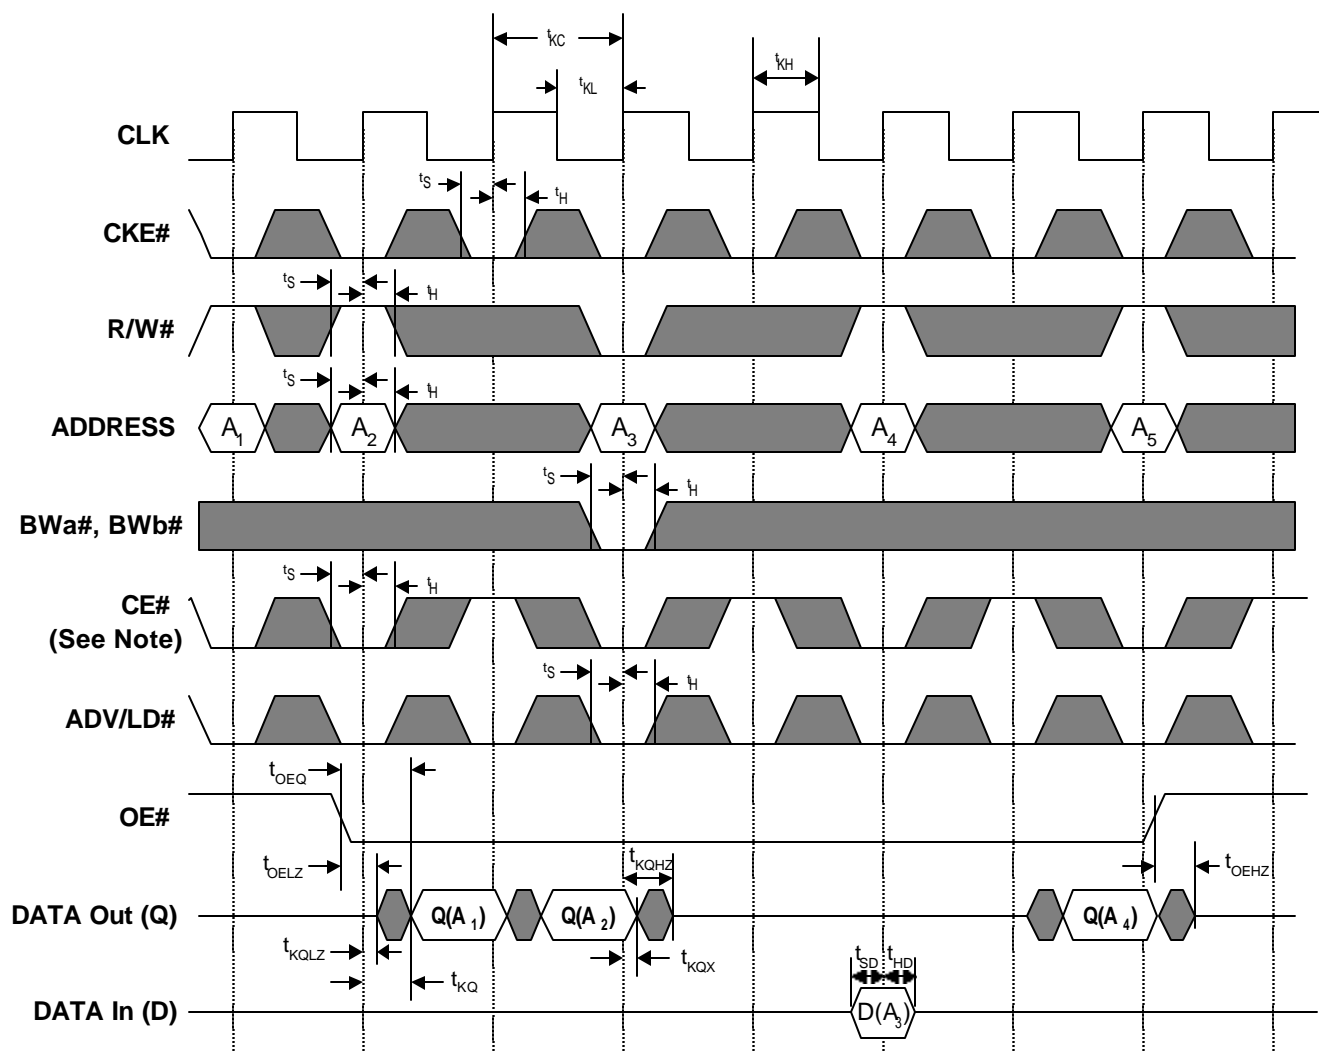 tKC
tKL
tKH
CLK
tS
tH
CKE#
tS
tH
R/W#
tS
tH
ADDRESS
A1
A2
A3
A4
A5
tS
tH
BWa#, BWb#
tS
tH
CE#
(See Note)
tS
tH
ADV/LD#
tOEQ
OE#
tOELZ
tKQHZ
tOEHZ
DATA Out (Q)
Q(A1)
Q(A2)
Q(A4)
tKQLZ
tKQX
tKQ
tSD
tHD
DATA In (D)
D(A3)